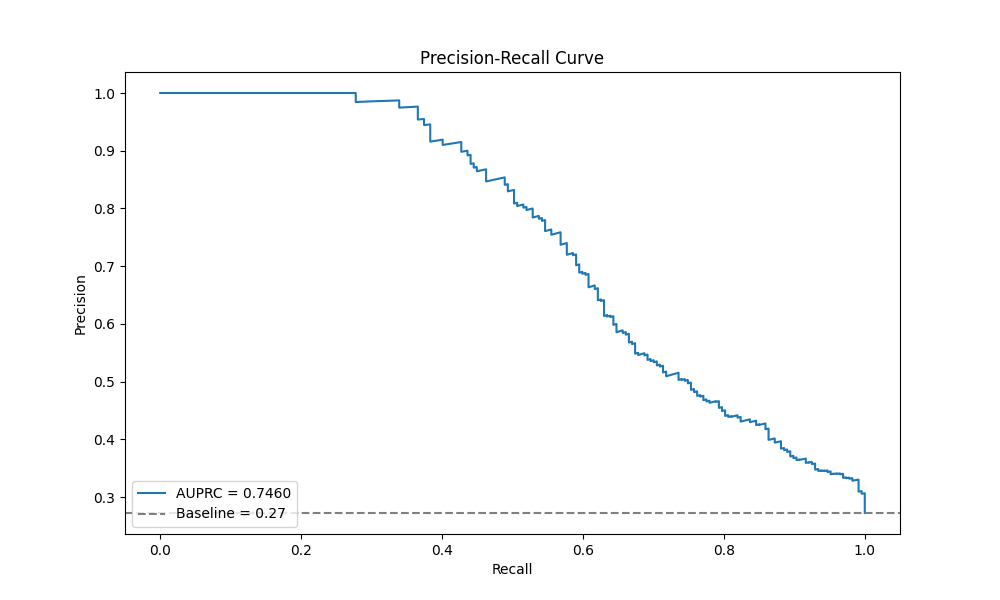 Precision-Recall Curve
Precision
1.0
0.9
0.8
0.7
0.6
0.5
0.4
0.3
AUPRC = 0.7460
Baseline = 0.27
0.0 0.2 0.4 0.6 0.8 1.0
Recall